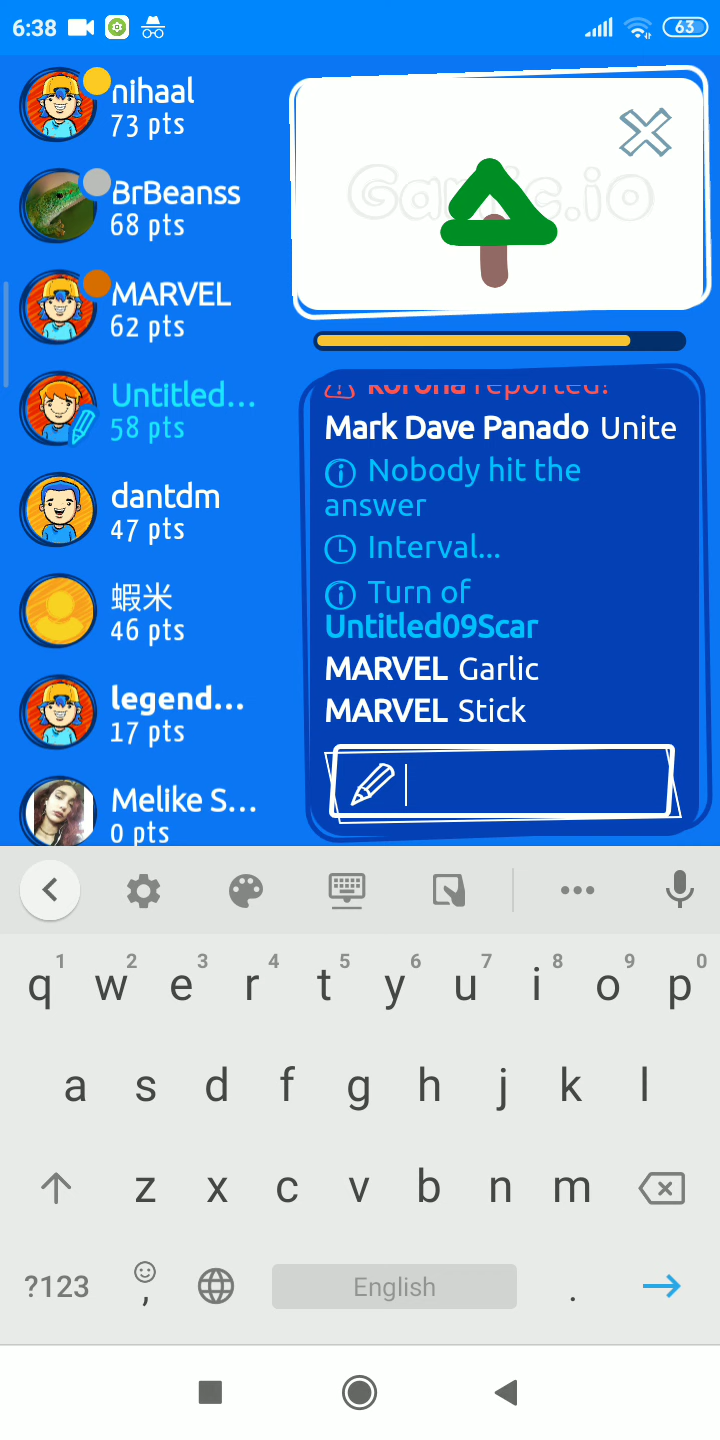 6:38
63
nihaal
73 pts
BrBeanss
68 pts
MARVEL
62 pts
Untitled...
58 pts
dantdm
47 pts
蝦米
46 pts
legend...
17 pts
Melike S...
0 pts
Gartic.io
Korona reported!
Mark Dave Panado Unite
Nobody hit the
answer
Interval...
Turn of
Untitled09Scar
MARVEL Garlic
MARVEL Stick
1 2 3 4 5 6 7 8 9 0
q w e r t y u i o p
a s d f g h j k l
z x c v b n m
?123 , English .